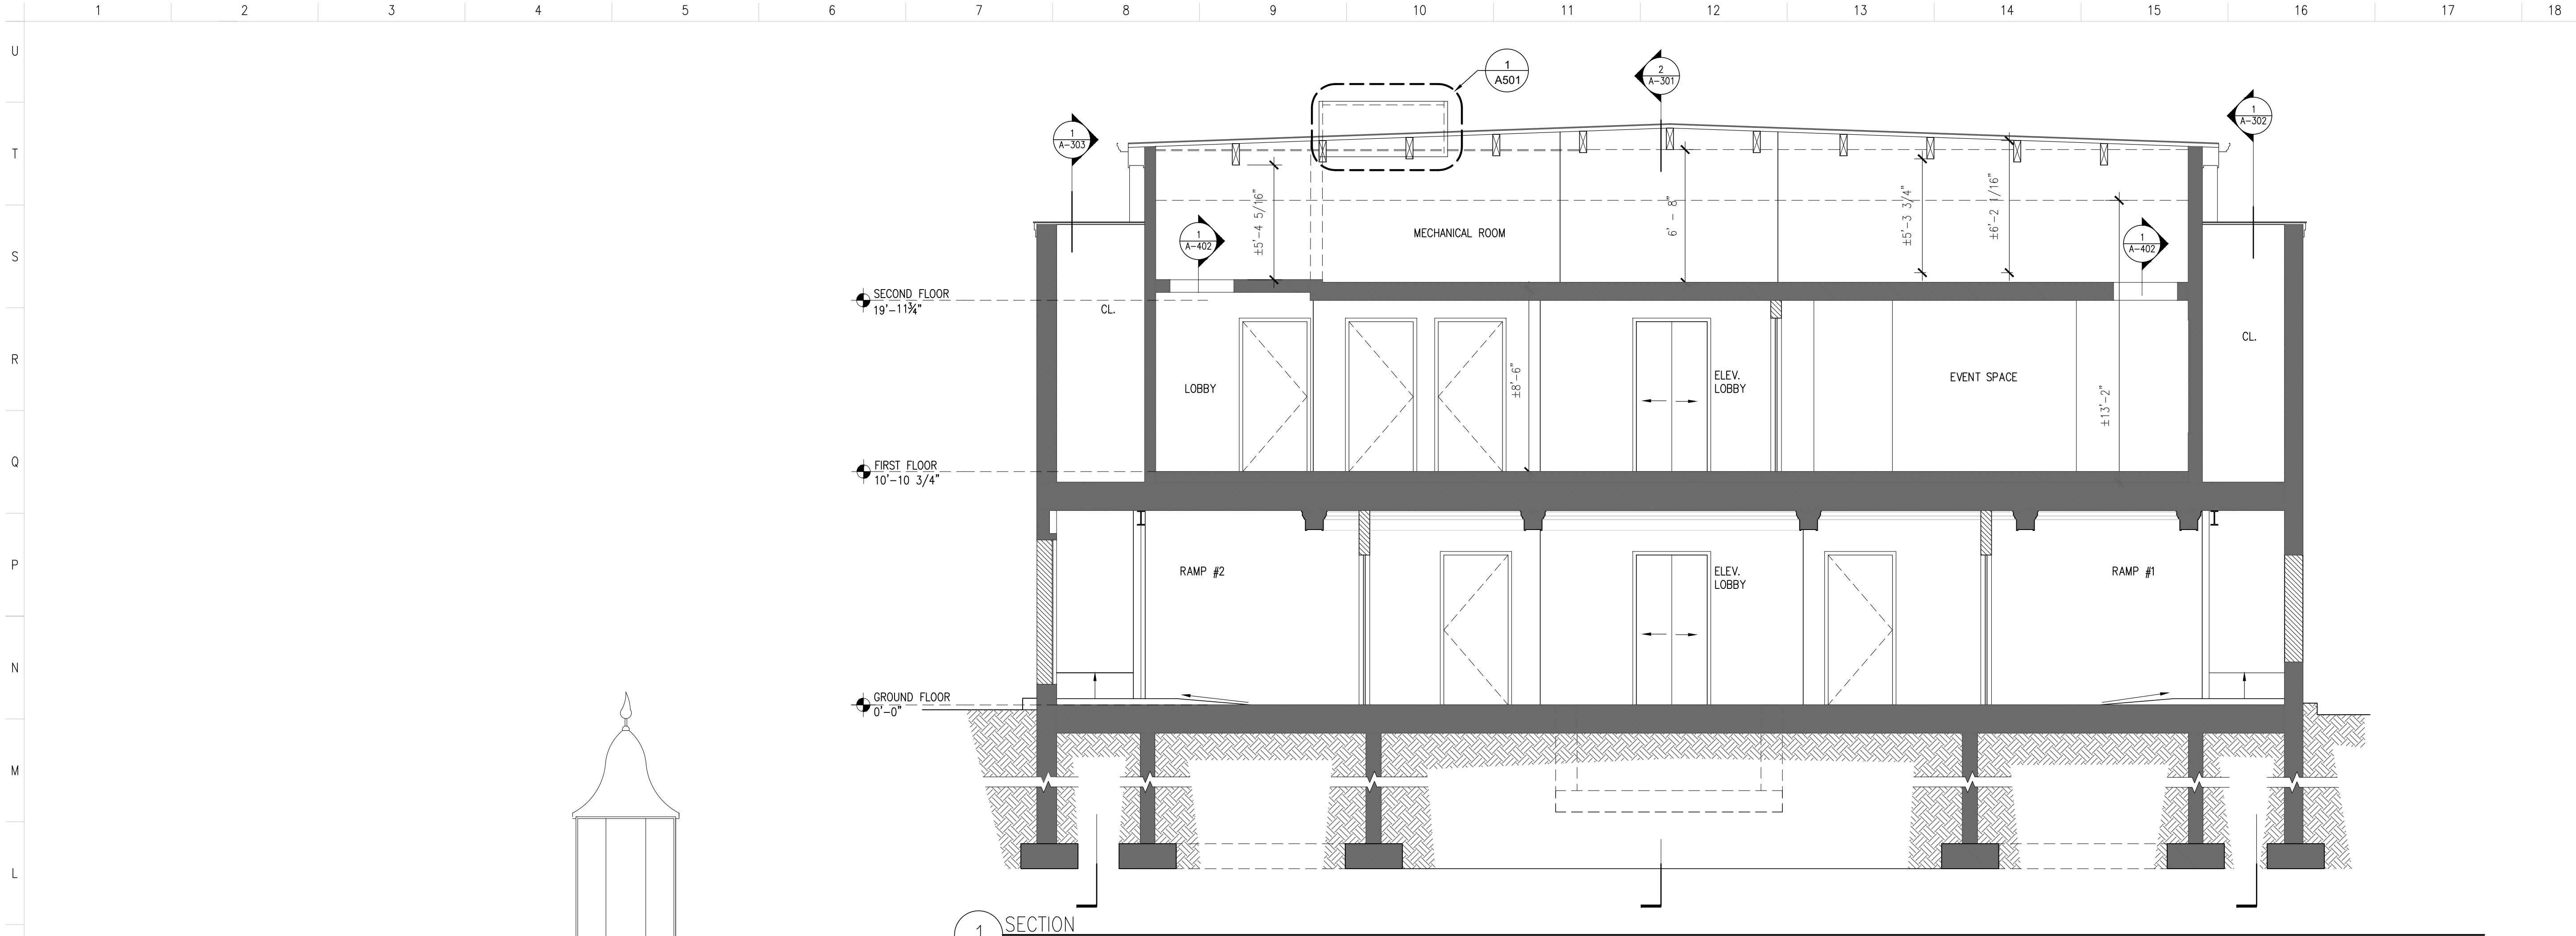 1 2 3 4 5 6 7 8 9 10 11 12 13 14 15 16 17 18
U
T
S
R
Q
P
N
M
L
1
A501
2
A-301
1
A-302
1
A-303
1
A-402
1
A-402
±5'-4 5/16"
MECHANICAL ROOM
6' - 8"
±5'-3 3/4"
±6'-2 1/16"
SECOND FLOOR
19'-11¾"
CL.
CL.
LOBBY
±8'-6"
ELEV.
LOBBY
EVENT SPACE
±13'-2"
FIRST FLOOR
10'-10 3/4"
RAMP #2
ELEV.
LOBBY
RAMP #1
GROUND FLOOR
0'-0"
1
SECTION